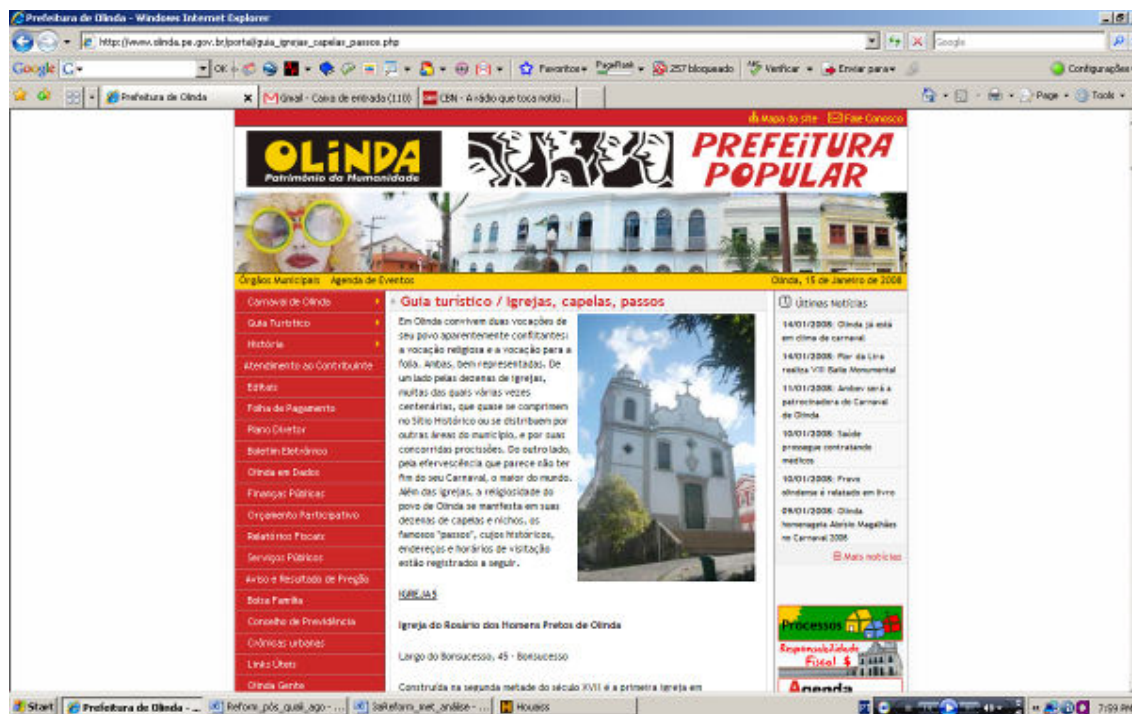 Prefeitura de Olinda - Windows Internet Explorer
http://www.olinda.pe.gov.br/portal/guia_igrejas_capelas_passos.php
Google
Google
OK
Favoritos
PageRank
257 bloqueado
Verificar
Enviar para
Configurações
Prefeitura de Olinda
Gmail - Caixa de entrada (110)
CBN - A rádio que toca notíc...
Page
Tools
Mapa do site
Fale Conosco
OLINDA
Patrimônio da Humanidade
PREFEITURA
POPULAR
Órgãos Municipais
Agenda de Eventos
Olinda, 15 de Janeiro de 2008
Carnaval de Olinda
Guia Turístico
História
Atendimento ao Contribuinte
Editais
Folha de Pagamento
Plano Diretor
Boletim Eletrônico
Olinda em Dados
Finanças Públicas
Orçamento Participativo
Relatórios Fiscais
Serviços Públicos
Aviso e Resultado de Pregão
Bolsa Família
Conselho de Previdência
Crônicas urbanas
Links Úteis
Olinda Gente
Guia turístico / Igrejas, capelas, passos
Em Olinda convivem duas vocações de
seu povo aparentemente conflitantes:
a vocação religiosa e a vocação para a
folia. Ambas, bem representadas. De
um lado pelas dezenas de igrejas,
muitas das quais várias vezes
centenárias, que quase se comprimem
no Sítio Histórico ou se distribuem por
outras áreas do município, e por suas
concorridas procissões. De outro lado,
pela efervescência que parece não ter
fim do seu Carnaval, o maior do mundo.
Além das igrejas, a religiosidade do
povo de Olinda se manifesta em suas
dezenas de capelas e nichos, os
famosos "passos", cujos históricos,
endereços e horários de visitação
estão registrados a seguir.
IGREJAS
Igreja do Rosário dos Homens Pretos de Olinda
Largo do Bonsucesso, 45 - Bonsucesso
Construída na segunda metade do século XVII é a primeira igreja em
Últimas Notícias
14/01/2008: Olinda já está
em clima de carnaval
14/01/2008: Flor da Lira
realiza VIII Baile Monumental
11/01/2008: Ambev será a
patrocinadora do Carnaval
de Olinda
10/01/2008: Saúde
prossegue contratando
médicos
10/01/2008: Frevo
olindense é relatado em livro
09/01/2008: Olinda
homenageia Aloísio Magalhães
no Carnaval 2008
Mais notícias
Processos
Responsabilidade
Fiscal $
Agenda
Start
Prefeitura de Olinda - ...
Reform_pós_quali_ago - ...
SaReform_met_análise - ...
Houaiss
PT
7:59 PM